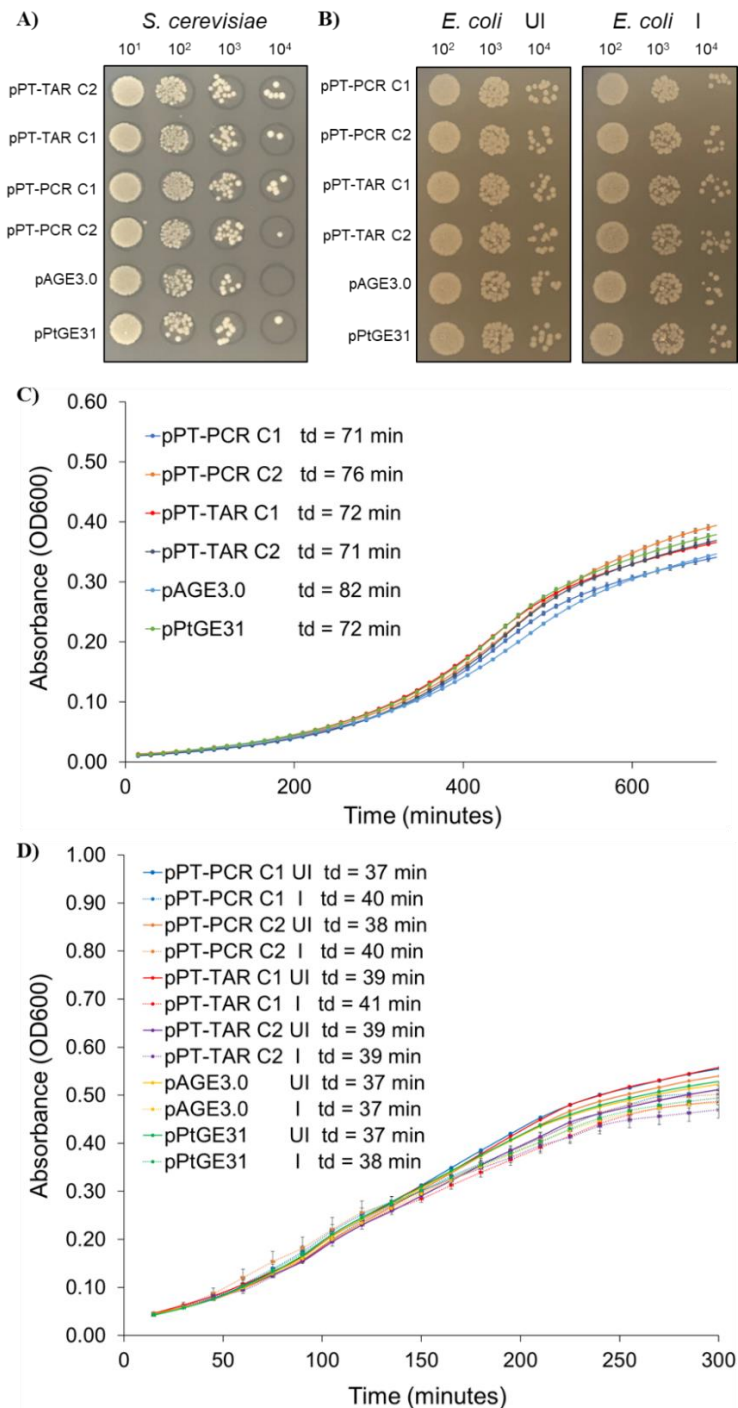 A) S. cerevisiae
10¹ 10² 10³ 10⁴
pPT-TAR C2
pPT-TAR C1
pPT-PCR C1
pPT-PCR C2
pAGE3.0
pPtGE31
B) E. coli UI E. coli I
10² 10³ 10⁴ 10² 10³ 10⁴
pPT-PCR C1
pPT-PCR C2
pPT-TAR C1
pPT-TAR C2
pAGE3.0
pPtGE31
C)
0.60
0.50
0.40
0.30
0.20
0.10
0.00
Absorbance (OD600)
pPT-PCR C1 td = 71 min
pPT-PCR C2 td = 76 min
pPT-TAR C1 td = 72 min
pPT-TAR C2 td = 71 min
pAGE3.0 td = 82 min
pPtGE31 td = 72 min
0 200 400 600
Time (minutes)
D)
1.00
0.90
0.80
0.70
0.60
0.50
0.40
0.30
0.20
0.10
0.00
Absorbance (OD600)
pPT-PCR C1 UI td = 37 min
pPT-PCR C1 I td = 40 min
pPT-PCR C2 UI td = 38 min
pPT-PCR C2 I td = 40 min
pPT-TAR C1 UI td = 39 min
pPT-TAR C1 I td = 41 min
pPT-TAR C2 UI td = 39 min
pPT-TAR C2 I td = 39 min
pAGE3.0 UI td = 37 min
pAGE3.0 I td = 37 min
pPtGE31 UI td = 37 min
pPtGE31 I td = 38 min
0 50 100 150 200 250 300
Time (minutes)